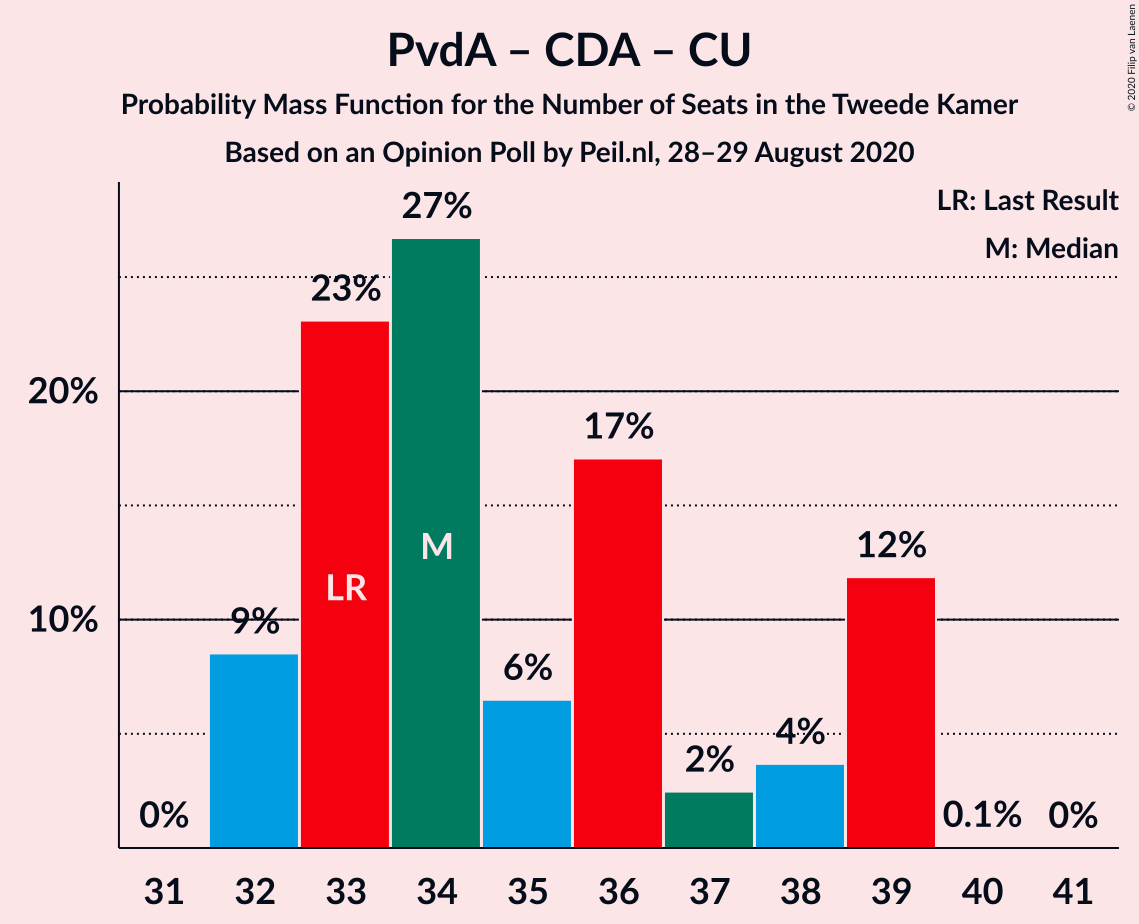 PvdA – CDA – CU
Probability Mass Function for the Number of Seats in the Tweede Kamer
Based on an Opinion Poll by Peil.nl, 28–29 August 2020
© 2020 Filip van Laenen
LR: Last Result
M: Median
27%
23%
20%
17%
M
12%
LR
10%
9%
6%
4%
2%
0%
0.1%
0%
31 32 33 34 35 36 37 38 39 40 41